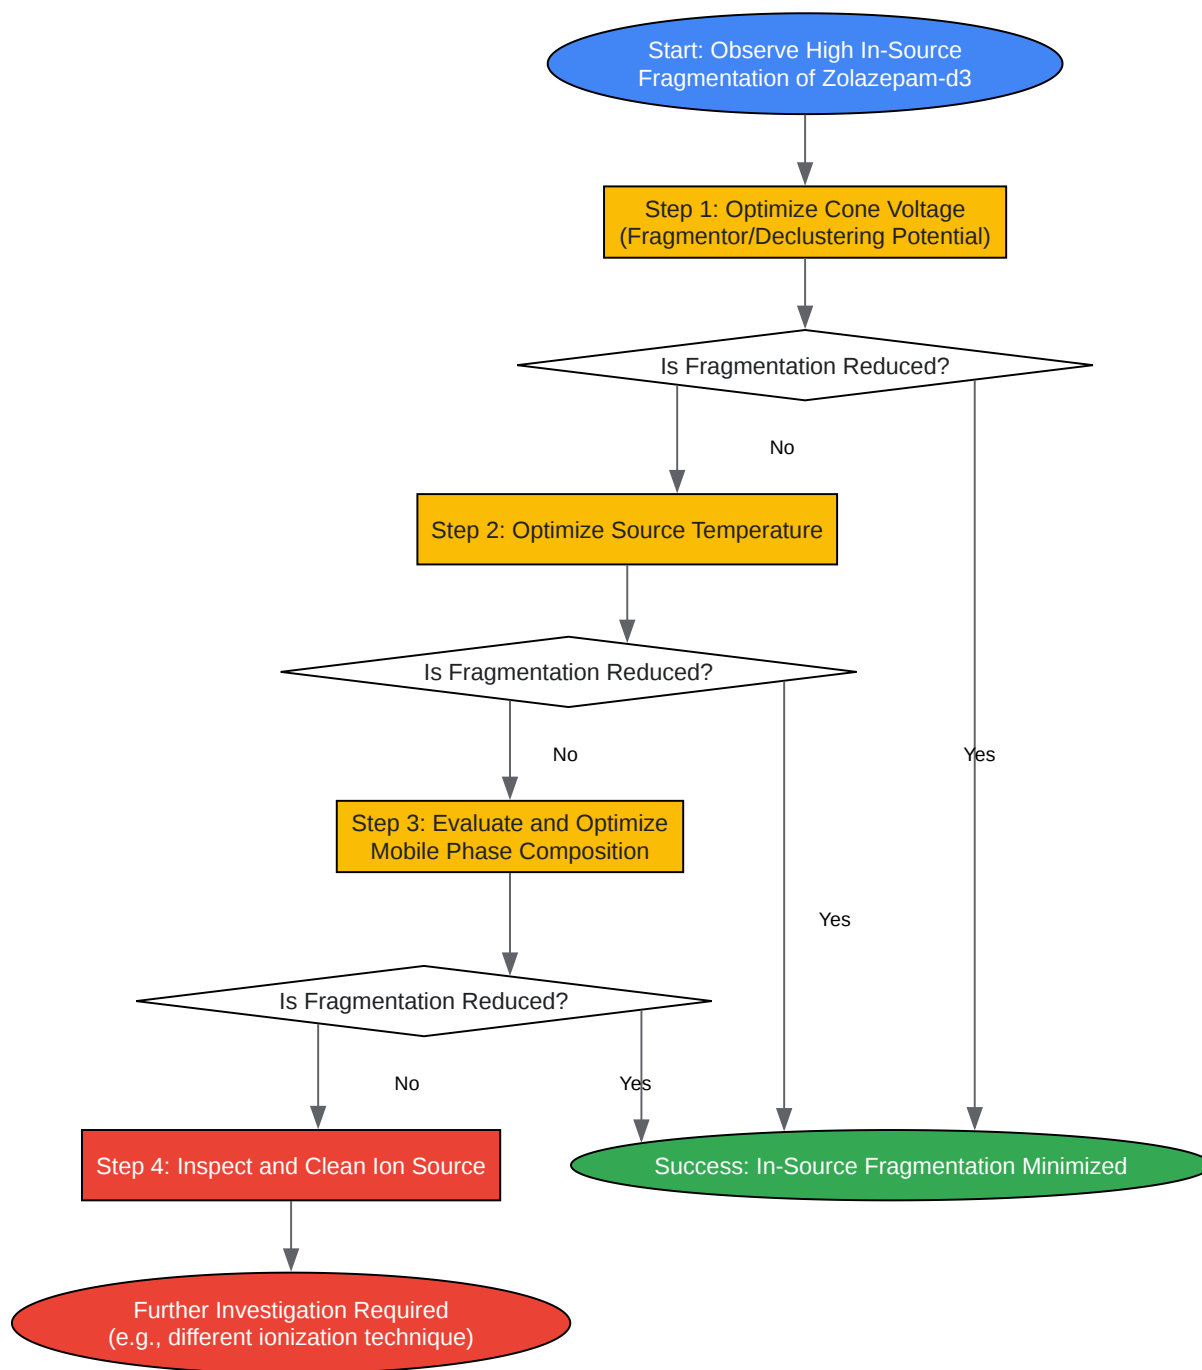 Start: Observe High In-Source
Fragmentation of Zolazepam-d3
Step 1: Optimize Cone Voltage
(Fragmentor/Declustering Potential)
Is Fragmentation Reduced?
No
Step 2: Optimize Source Temperature
Is Fragmentation Reduced?
No
Yes
Step 3: Evaluate and Optimize
Mobile Phase Composition
Yes
Is Fragmentation Reduced?
No
Yes
Step 4: Inspect and Clean Ion Source
Success: In-Source Fragmentation Minimized
Further Investigation Required
(e.g., different ionization technique)